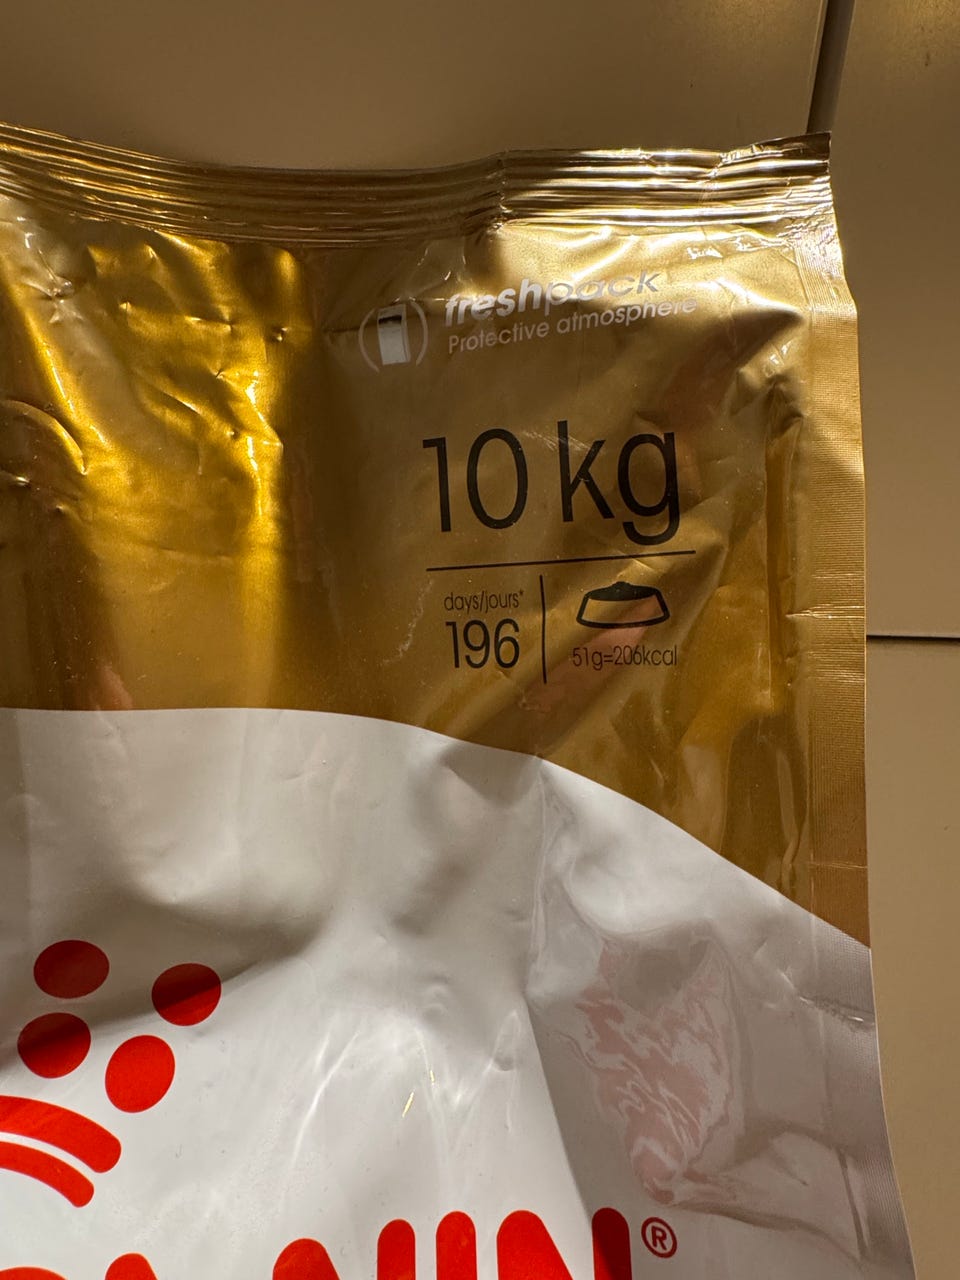 freshpack
Protective atmosphere
10 kg
days/jours*
196
51g=206kcal
®